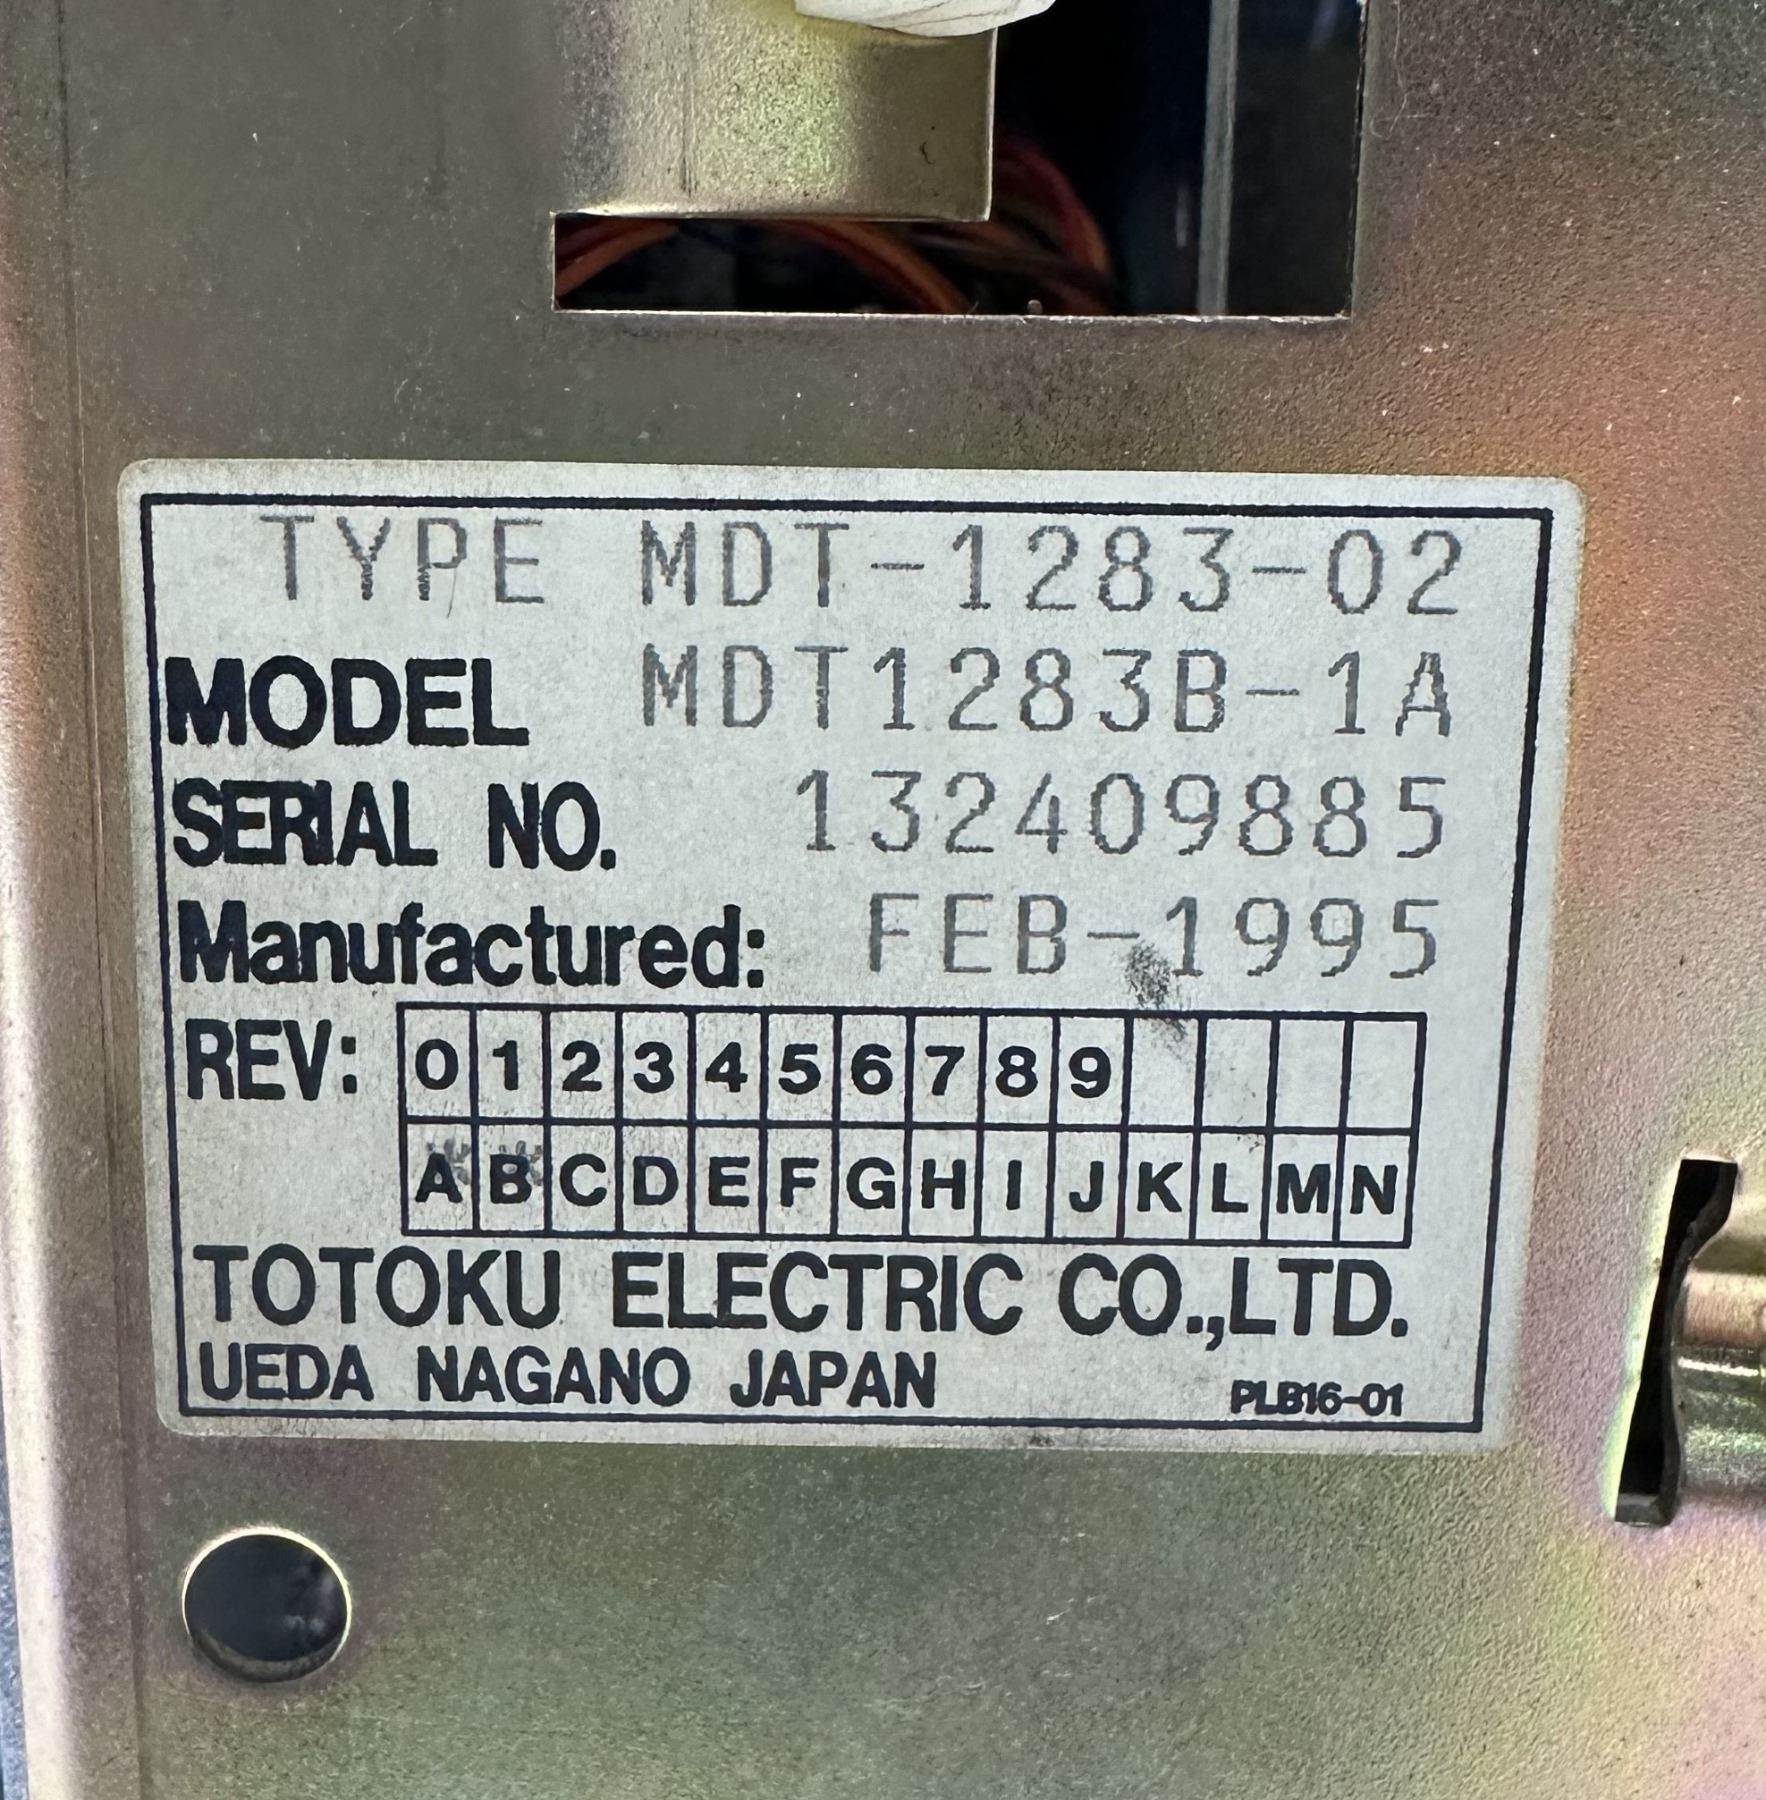 TYPE MDT-1283-02
MODEL MDT1283B-1A
SERIAL NO. 132409885
Manufactured: FEB-1995
REV: 0 1 2 3 4 5 6 7 8 9
A B C D E F G H I J K L M N
TOTOKU ELECTRIC CO.,LTD.
UEDA NAGANO JAPAN PLB16-01